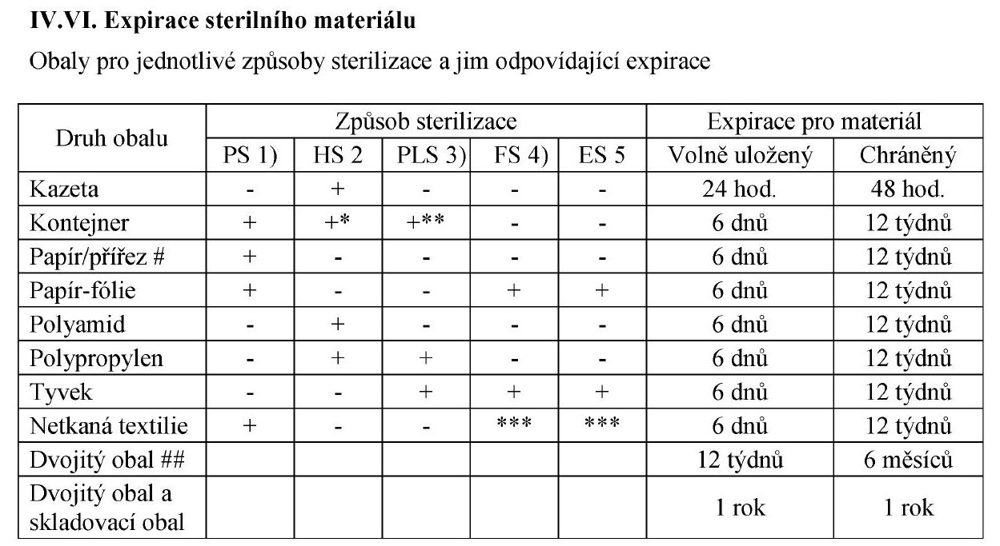 IV.VI. Expirace sterilního materiálu
Obaly pro jednotlivé způsoby sterilizace a jim odpovídající expirace
Druh obalu Způsob sterilizace Expirace pro materiál
PS 1) HS 2 PLS 3) FS 4) ES 5 Volně uložený Chráněný
Kazeta - + - - - 24 hod. 48 hod.
Kontejner + +* +** - - 6 dnů 12 týdnů
Papír/přířez # + - - - - 6 dnů 12 týdnů
Papír-fólie + - - + + 6 dnů 12 týdnů
Polyamid - + - - - 6 dnů 12 týdnů
Polypropylen - + + - - 6 dnů 12 týdnů
Tyvek - - + + + 6 dnů 12 týdnů
Netkaná textilie + - - *** *** 6 dnů 12 týdnů
Dvojitý obal ## 12 týdnů 6 měsíců
Dvojitý obal a
skladovací obal 1 rok 1 rok